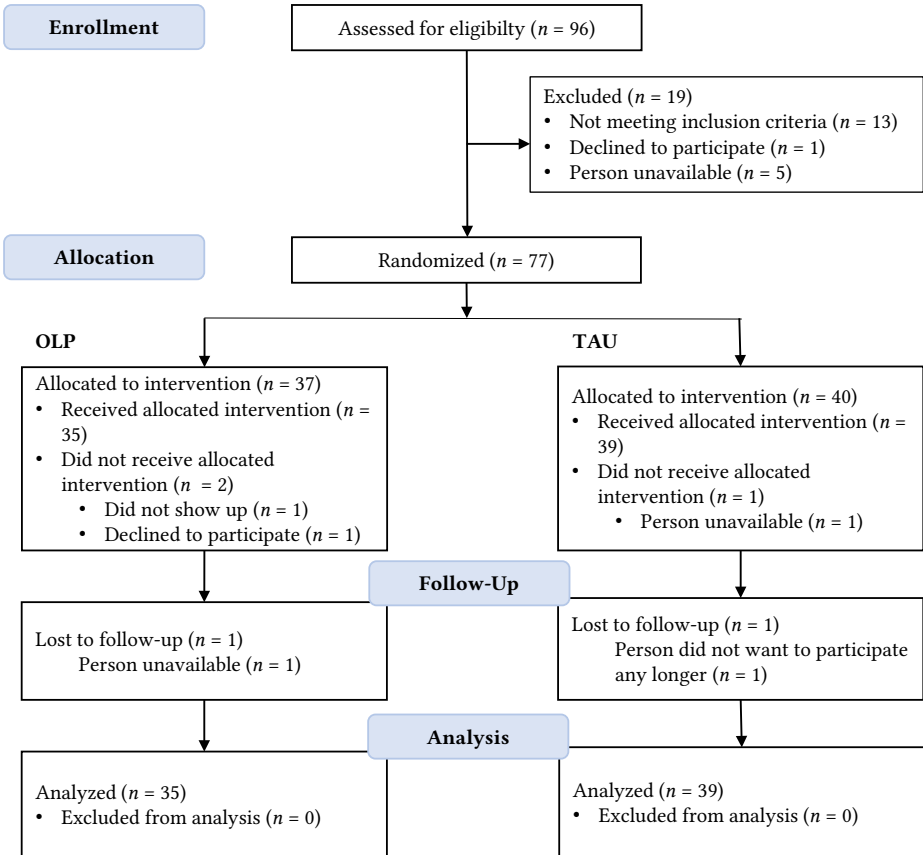 Enrollment
Assessed for eligibilty (n = 96)
Excluded (n = 19)
• Not meeting inclusion criteria (n = 13)
• Declined to participate (n = 1)
• Person unavailable (n = 5)
Allocation
Randomized (n = 77)
OLP
TAU
Allocated to intervention (n = 37)
• Received allocated intervention (n =
35)
• Did not receive allocated
intervention (n = 2)
• Did not show up (n = 1)
• Declined to participate (n = 1)
Allocated to intervention (n = 40)
• Received allocated intervention (n =
39)
• Did not receive allocated
intervention (n = 1)
• Person unavailable (n = 1)
Follow-Up
Lost to follow-up (n = 1)
Person unavailable (n = 1)
Lost to follow-up (n = 1)
Person did not want to participate
any longer (n = 1)
Analysis
Analyzed (n = 35)
• Excluded from analysis (n = 0)
Analyzed (n = 39)
• Excluded from analysis (n = 0)